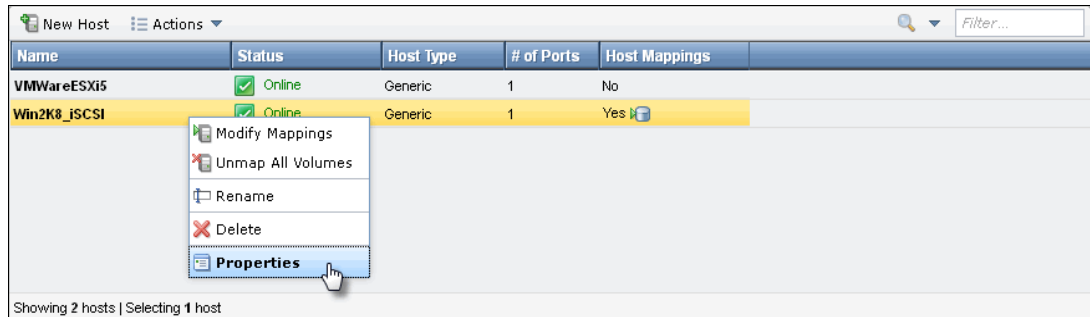 New Host Actions Filter...
Name Status Host Type # of Ports Host Mappings
VMWareESXi5 Online Generic 1 No
Win2K8_iSCSI Online Generic 1 Yes
Modify Mappings
Unmap All Volumes
Rename
Delete
Properties
Showing 2 hosts | Selecting 1 host